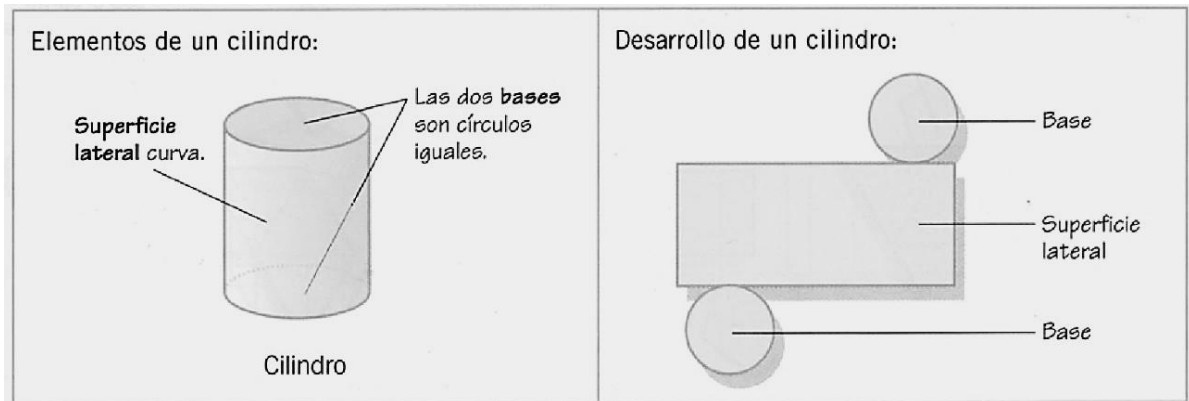 Elementos de un cilindro:
Superficie
lateral curva.
Las dos bases
son círculos
iguales.
Cilindro
Desarrollo de un cilindro:
Base
Superficie
lateral
Base